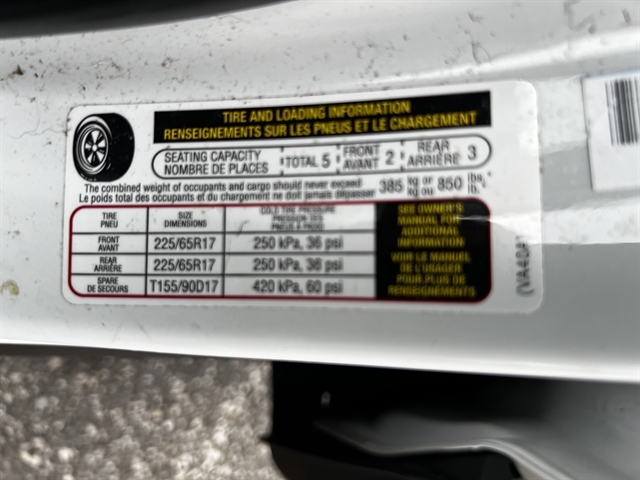 TIRE AND LOADING INFORMATION
RENSEIGNEMENTS SUR LES PNEUS ET LE CHARGEMENT
SEATING CAPACITY
NOMBRE DE PLACES
TOTAL 5
FRONT
AVANT 2
REAR
ARRIÈRE 3
The combined weight of occupants and cargo should never exceed
Le poids total des occupants et du chargement ne doit jamais dépasser
385 kg or
kg ou 850 lbs.
lb.
TIRE
PNEU
SIZE
DIMENSIONS
COLD TIRE PRESSURE
PRESSION DES
PNEUS À FROID
FRONT
AVANT
225/65R17
250 kPa, 36 psi
REAR
ARRIÈRE
225/65R17
250 kPa, 36 psi
SPARE
DE SECOURS
T155/90D17
420 kPa, 60 psi
SEE OWNER'S
MANUAL FOR
ADDITIONAL
INFORMATION
VOIR LE MANUEL
DE L'USAGER
POUR PLUS DE
RENSEIGNEMENTS